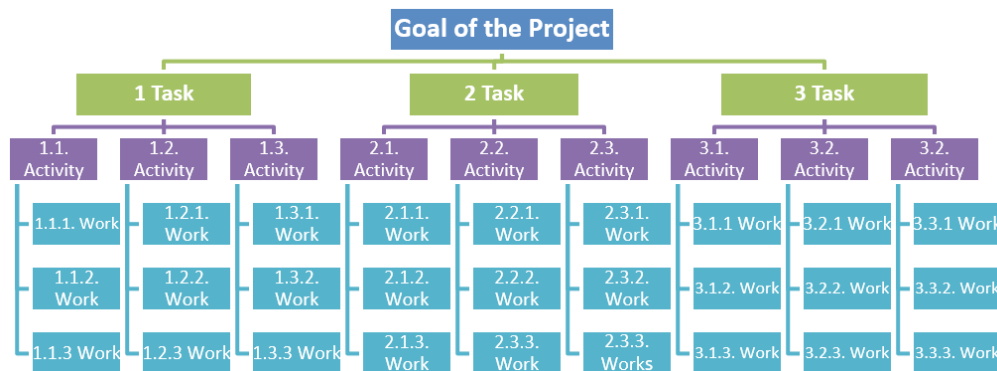 Goal of the Project
1 Task
2 Task
3 Task
1.1.
Activity
1.2.
Activity
1.3.
Activity
2.1.
Activity
2.2.
Activity
2.3.
Activity
3.1.
Activity
3.2.
Activity
3.2.
Activity
1.1.1. Work
1.2.1.
Work
1.3.1.
Work
2.1.1.
Work
2.2.1.
Work
2.3.1.
Work
3.1.1 Work
3.2.1 Work
3.3.1 Work
1.1.2.
Work
1.2.2.
Work
1.3.2.
Work
2.1.2.
Work
2.2.2.
Work
2.3.2.
Work
3.1.2. Work
3.2.2. Work
3.3.2. Work
1.1.3 Work
1.2.3 Work
1.3.3 Work
2.1.3.
Work
2.3.3.
Work
2.3.3.
Works
3.1.3. Work
3.2.3. Work
3.3.3. Work